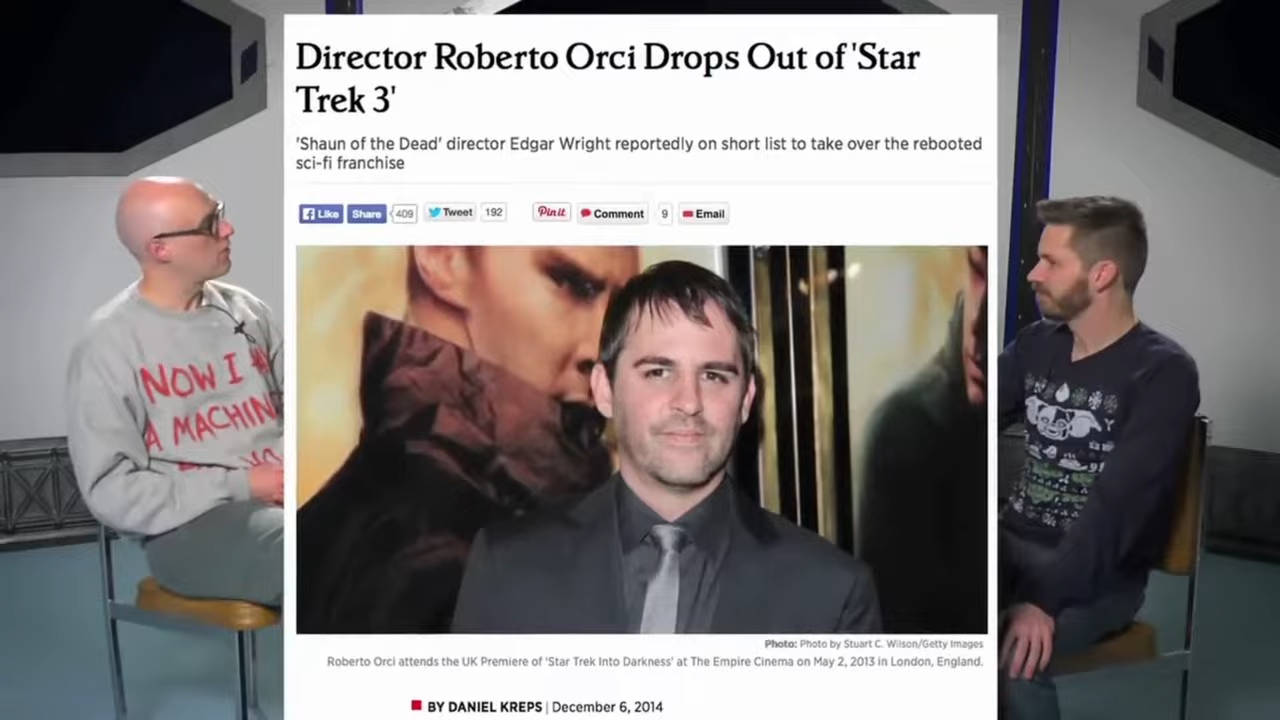 Director Roberto Orci Drops Out of 'Star
Trek 3'
'Shaun of the Dead' director Edgar Wright reportedly on short list to take over the rebooted
sci-fi franchise
Like Share 409 Tweet 192 Pin it Comment 9 Email
NOW I
A MACHIN
Photo: Photo by Stuart C. Wilson/Getty Images
Roberto Orci attends the UK Premiere of 'Star Trek Into Darkness' at The Empire Cinema on May 2, 2013 in London, England.
BY DANIEL KREPS | December 6, 2014